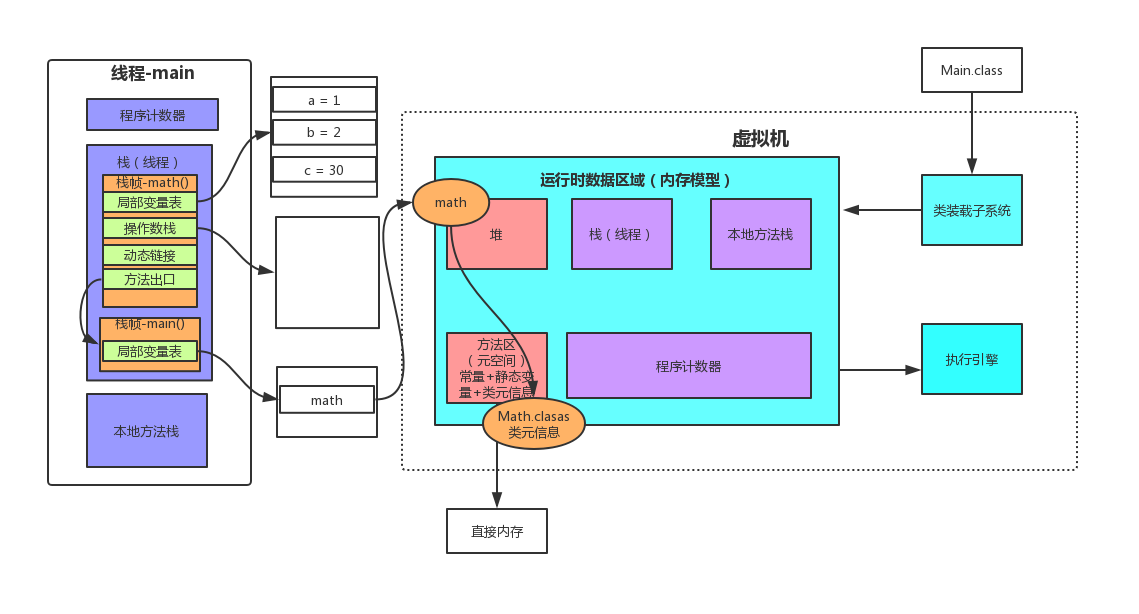 线程-main
程序计数器
栈（线程）
栈帧-math()
局部变量表
操作数栈
动态链接
方法出口
栈帧-main()
局部变量表
本地方法栈
a = 1
b = 2
c = 30
math
Main.class
虚拟机
运行时数据区域（内存模型）
math
堆
栈（线程）
本地方法栈
类装载子系统
方法区
（元空间）
常量+静态变
量+类元信息
程序计数器
执行引擎
Math.clasas
类元信息
直接内存